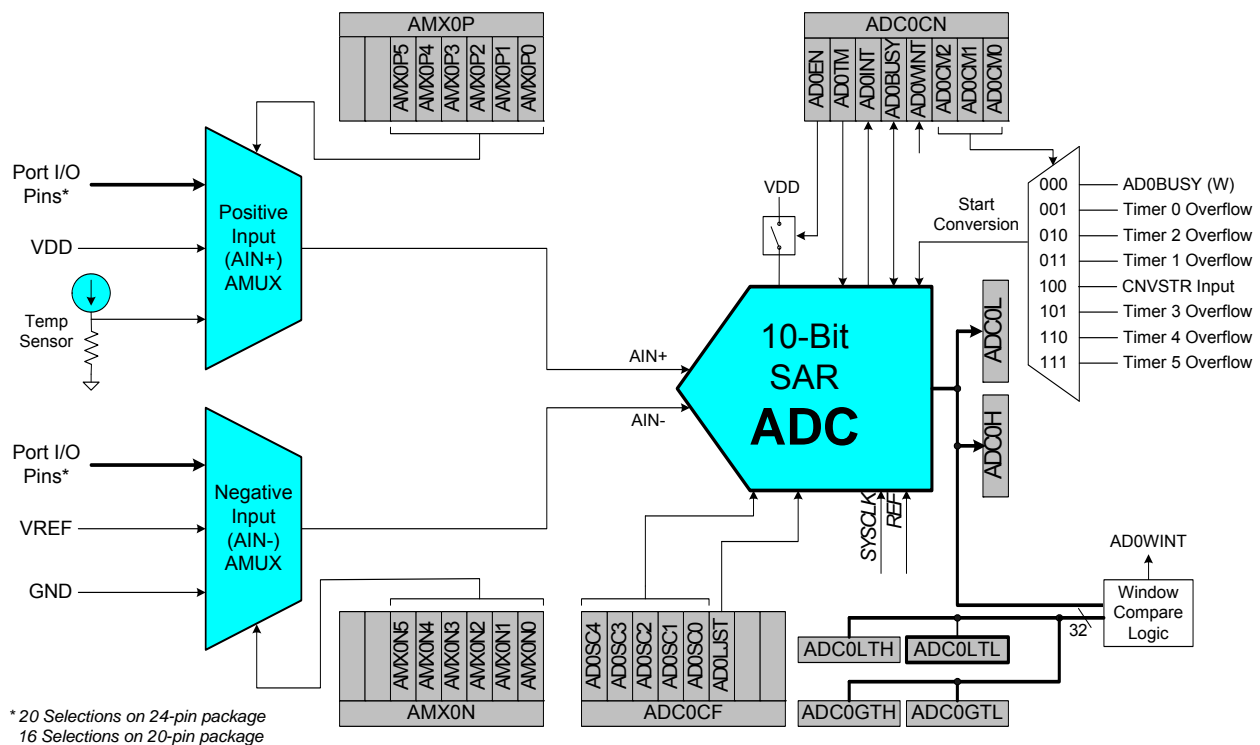 AMX0P
AMX0P5
AMX0P4
AMX0P3
AMX0P2
AMX0P1
AMX0P0
ADC0CN
AD0EN
AD0TM
AD0INT
AD0BUSY
AD0WINT
AD0CM2
AD0CM1
AD0CM0
Port I/O
Pins*
VDD
Temp
Sensor
Positive
Input
(AIN+)
AMUX
VDD
Start
Conversion
000
001
010
011
100
101
110
111
AD0BUSY (W)
Timer 0 Overflow
Timer 2 Overflow
Timer 1 Overflow
CNVSTR Input
Timer 3 Overflow
Timer 4 Overflow
Timer 5 Overflow
AIN+
AIN-
10-Bit
SAR
ADC
ADC0L
ADC0H
Port I/O
Pins*
VREF
GND
Negative
Input
(AIN-)
AMUX
SYSCLK
REF
AD0WINT
Window
Compare
Logic
32
AMX0N5
AMX0N4
AMX0N3
AMX0N2
AMX0N1
AMX0N0
AMX0N
AD0SC4
AD0SC3
AD0SC2
AD0SC1
AD0SC0
AD0LJST
ADC0CF
ADC0LTH
ADC0LTL
ADC0GTH
ADC0GTL
* 20 Selections on 24-pin package
16 Selections on 20-pin package